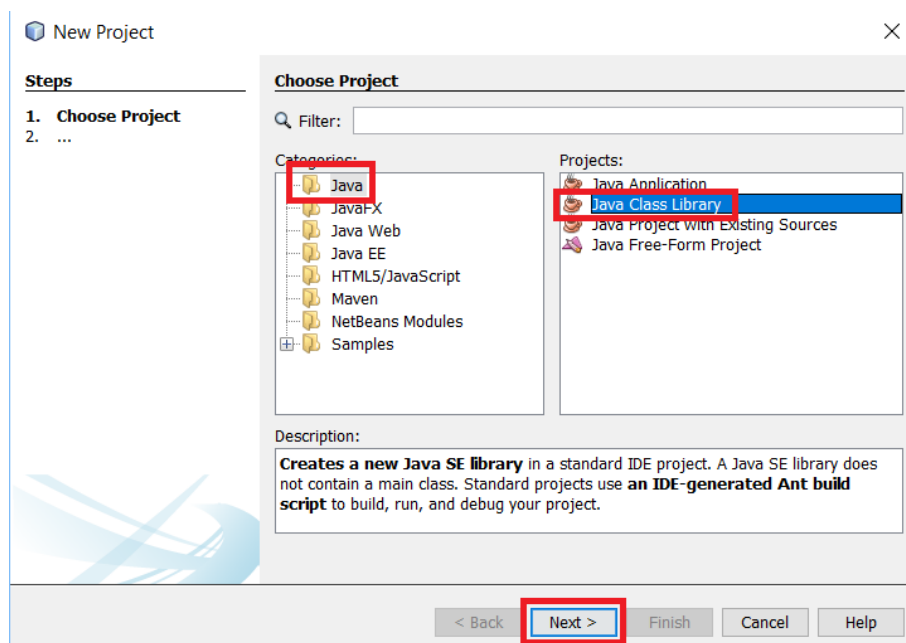 New Project
Steps
1. Choose Project
2. ...
Choose Project
Filter:
Categories:
Java
JavaFX
Java Web
Java EE
HTML5/JavaScript
Maven
NetBeans Modules
Samples
Projects:
Java Application
Java Class Library
Java Project with Existing Sources
Java Free-Form Project
Description:
Creates a new Java SE library in a standard IDE project. A Java SE library does
not contain a main class. Standard projects use an IDE-generated Ant build
script to build, run, and debug your project.
< Back
Next >
Finish
Cancel
Help